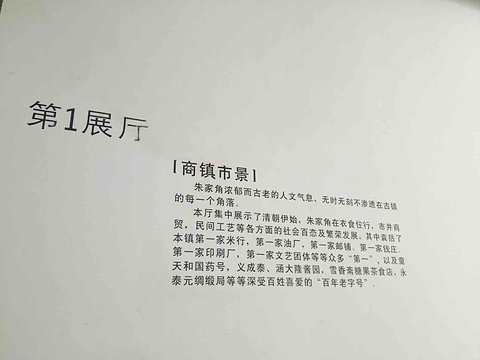 第1展厅
[商镇市景]
朱家角浓郁而古老的人文气息，无时无刻不渗透在古镇
的每一个角落。
本厅集中展示了清朝伊始，朱家角在衣食住行，市井商
贸、民间工艺等各方面的社会百态及繁荣发展，其中囊括了
本镇第一家米行，第一家油厂、第一家邮铺。第一家钱庄。
第一家印刷厂，第一家文艺团体等等众多“第一”，以及童
天和国药号，义成泰、涵大隆酱园，雪香斋糖果茶食店，永
泰元绸缎局等等深受百姓喜爱的“百年老字号”。